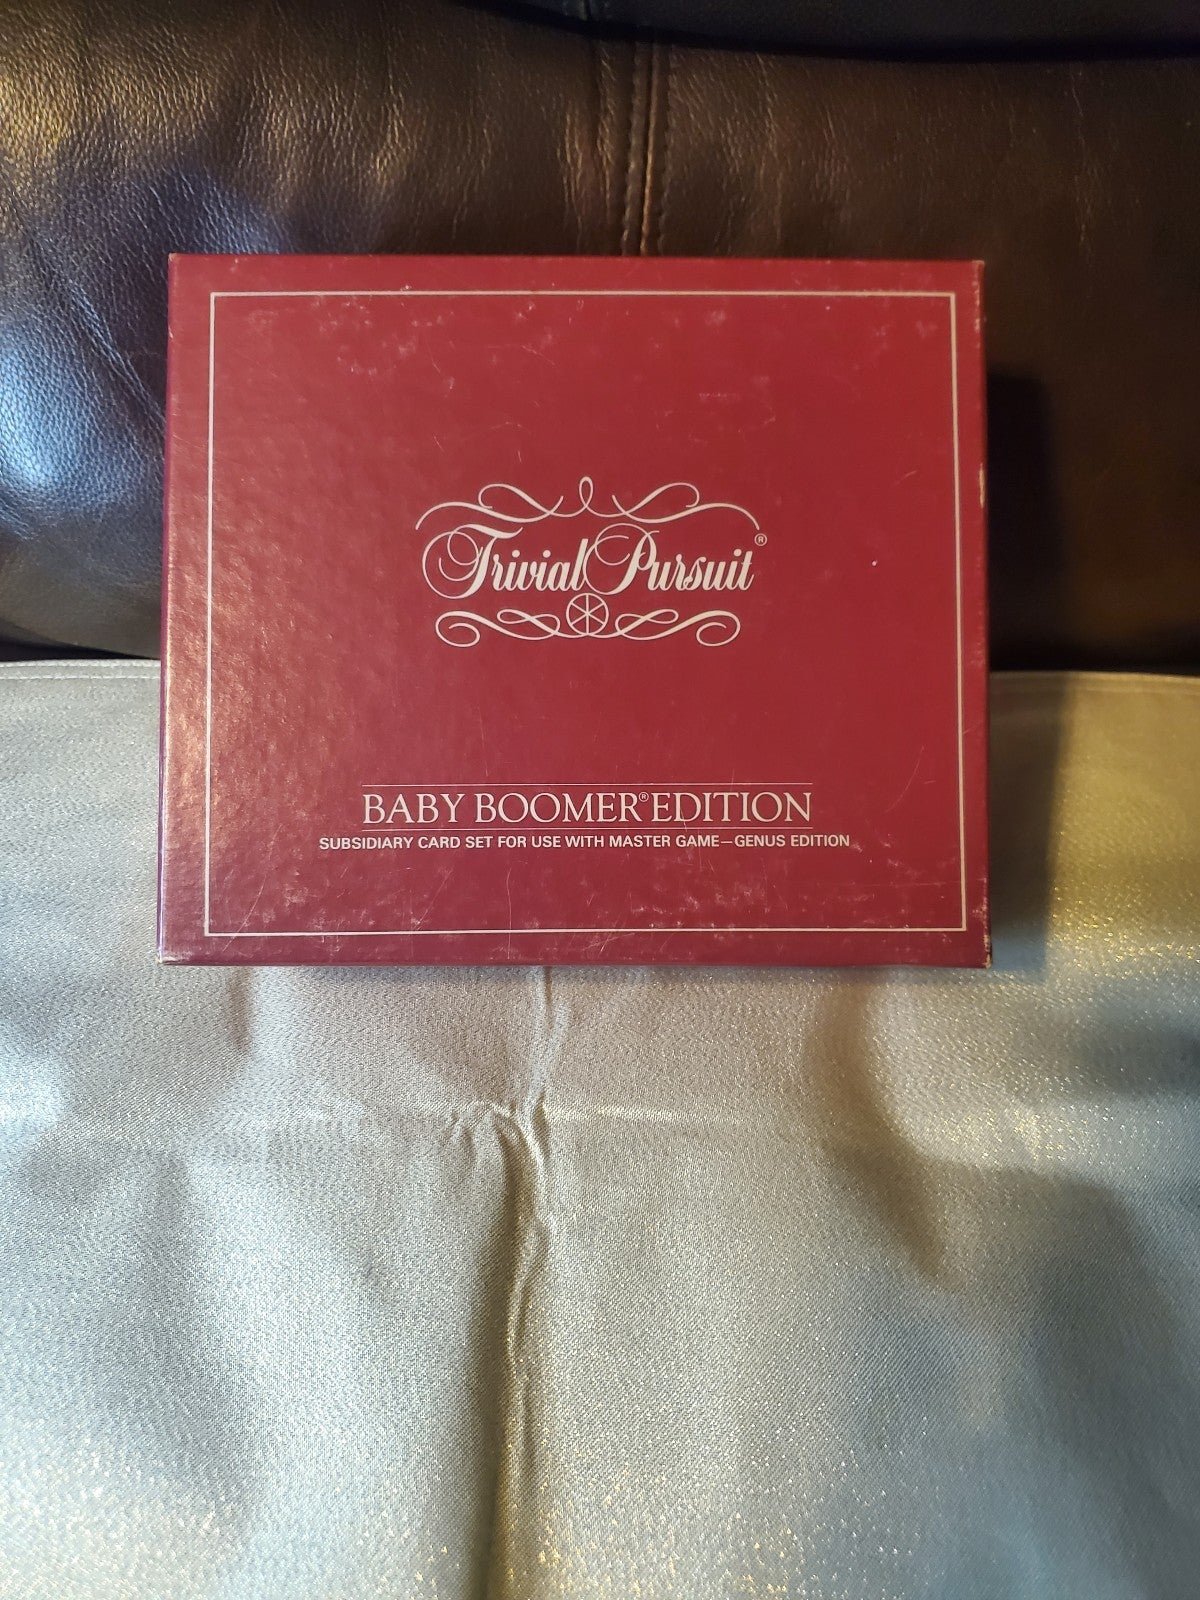 Trivial Pursuit®
BABY BOOMER® EDITION
SUBSIDIARY CARD SET FOR USE WITH MASTER GAME—GENUS EDITION